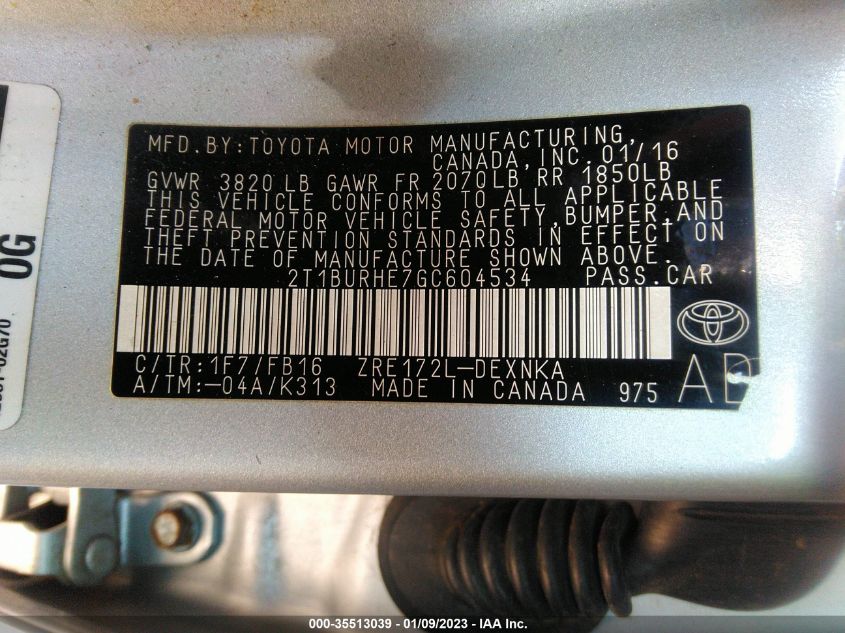 MFD.BY:TOYOTA MOTOR MANUFACTURING,
CANADA,INC. 01/16
GVWR 3820 LB GAWR FR 2070LB RR 1850LB
THIS VEHICLE CONFORMS TO ALL APPLICABLE
FEDERAL MOTOR VEHICLE SAFETY,BUMPER,AND
THEFT PREVENTION STANDARDS IN EFFECT ON
THE DATE OF MANUFACTURE SHOWN ABOVE.
2T1BURHE7GC604534 PASS.CAR
C/TR:1F7/FB16 ZRE172L-DEXNKA
A/TM:-04A/K313 MADE IN CANADA 975
OG
000-35513039 - 01/09/2023 - IAA Inc.